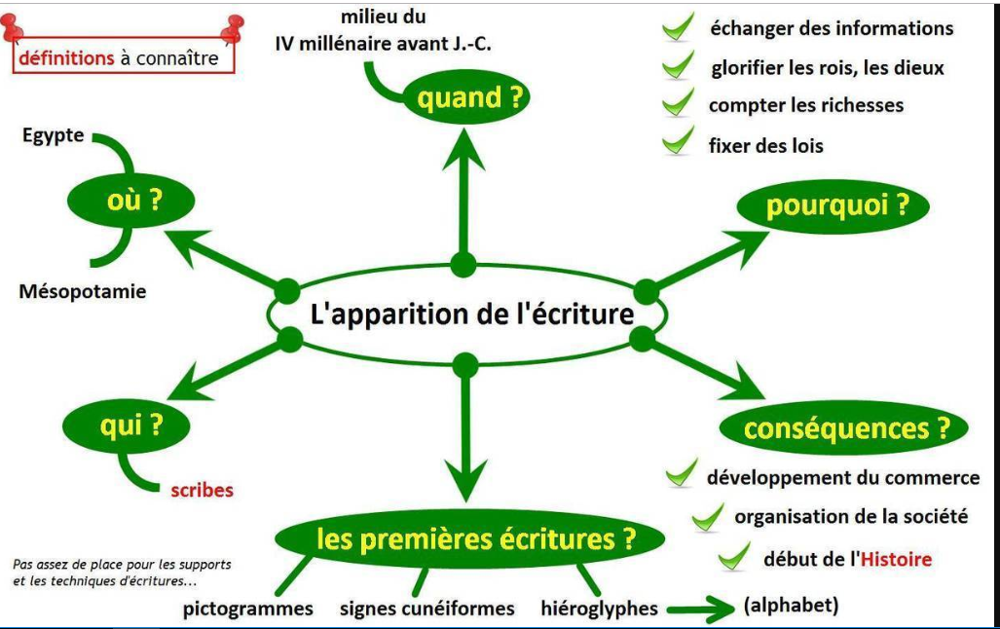 définitions à connaître
milieu du
IV millénaire avant J.-C.
quand ?
échanger des informations
glorifier les rois, les dieux
compter les richesses
fixer des lois
pourquoi ?
Egypte
où ?
Mésopotamie
L'apparition de l'écriture
qui ?
scribes
conséquences ?
développement du commerce
organisation de la société
début de l'Histoire
les premières écritures ?
pictogrammes
signes cunéiformes
hiéroglyphes
(alphabet)
Pas assez de place pour les supports
et les techniques d'écritures...